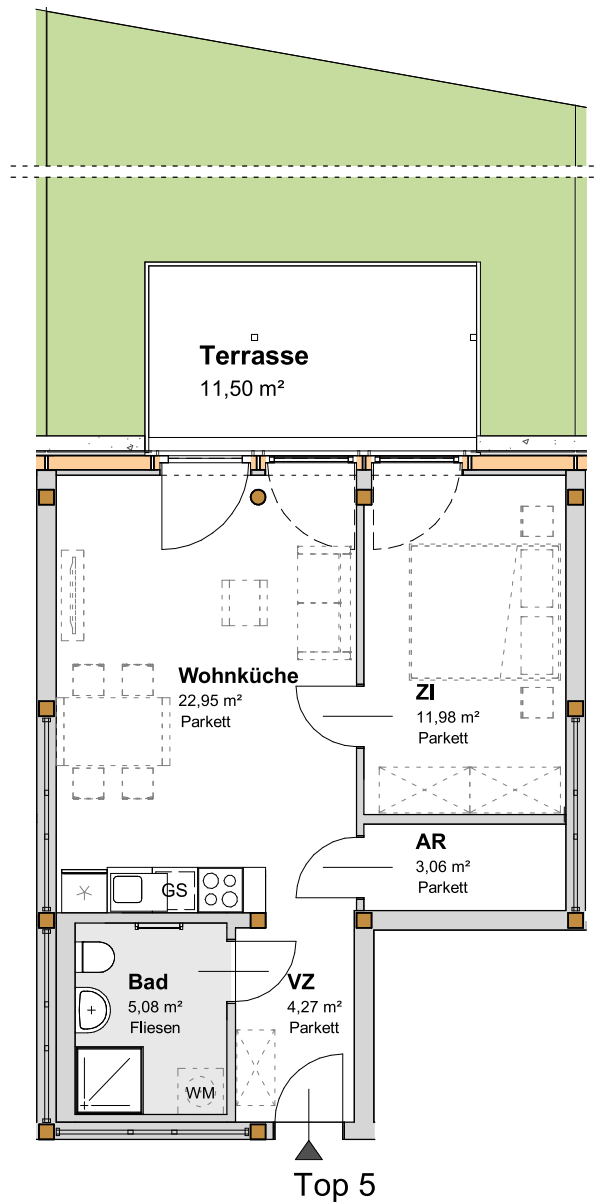 Terrasse
11,50 m²
Wohnküche
22,95 m²
Parkett
ZI
11,98 m²
Parkett
AR
3,06 m²
Parkett
GS
Bad
5,08 m²
Fliesen
VZ
4,27 m²
Parkett
WM
Top 5